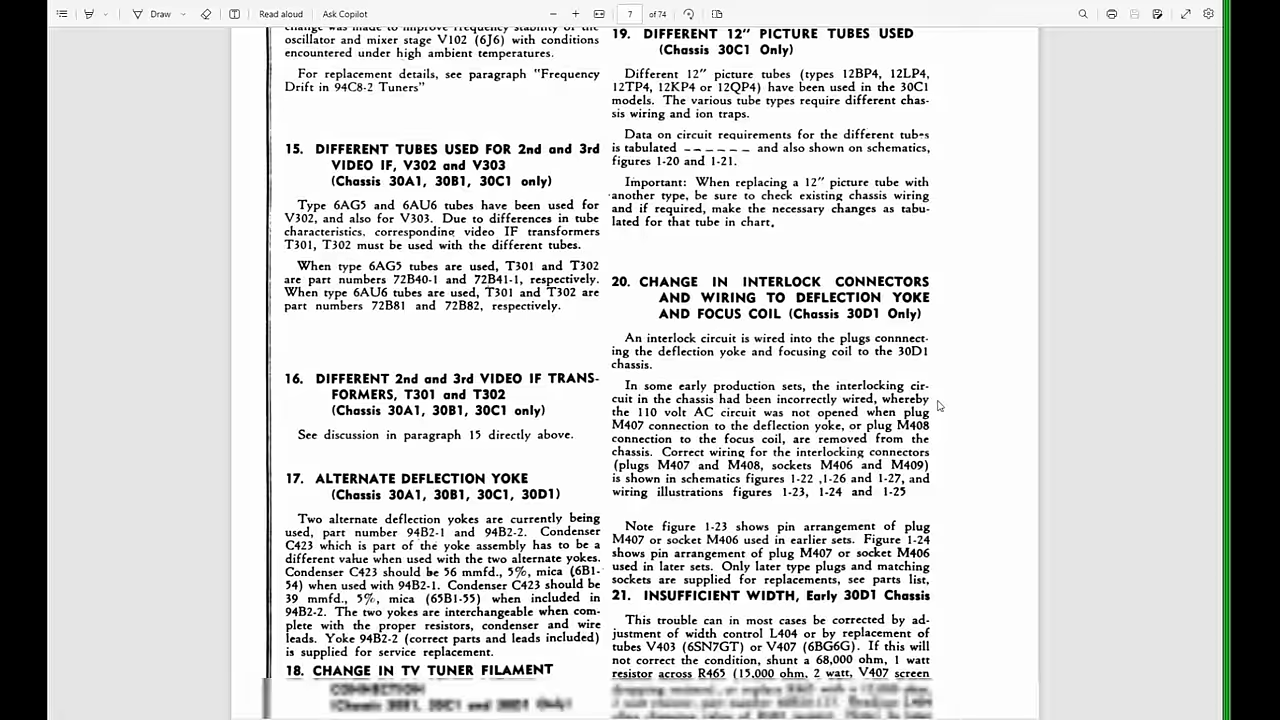 Draw
Read aloud
Ask Copilot
7
of 74
change was made to improve frequency stability of the
oscillator and mixer stage V102 (6J6) with conditions
encountered under high ambient temperatures.
For replacement details, see paragraph "Frequency
Drift in 94C8-2 Tuners"
15. DIFFERENT TUBES USED FOR 2nd and 3rd
VIDEO IF, V302 and V303
(Chassis 30A1, 30B1, 30C1 only)
Type 6AG5 and 6AU6 tubes have been used for
V302, and also for V303. Due to differences in tube
characteristics, corresponding video IF transformers
T301, T302 must be used with the different tubes.
When type 6AG5 tubes are used, T301 and T302
are part numbers 72B40-1 and 72B41-1, respectively.
When type 6AU6 tubes are used, T301 and T302 are
part numbers 72B81 and 72B82, respectively.
16. DIFFERENT 2nd and 3rd VIDEO IF TRANS-
FORMERS, T301 and T302
(Chassis 30A1, 30B1, 30C1 only)
See discussion in paragraph 15 directly above.
17. ALTERNATE DEFLECTION YOKE
(Chassis 30A1, 30B1, 30C1, 30D1)
Two alternate deflection yokes are currently being
used, part number 94B2-1 and 94B2-2. Condenser
C423 which is part of the yoke assembly has to be a
different value when used with the two alternate yokes.
Condenser C423 should be 56 mmfd., 5%, mica (6B1-
54) when used with 94B2-1. Condenser C423 should be
39 mmfd., 5%, mica (65B1-55) when included in
94B2-2. The two yokes are interchangeable when com-
plete with the proper resistors, condenser and wire
leads. Yoke 94B2-2 (correct parts and leads included)
is supplied for service replacement.
18. CHANGE IN TV TUNER FILAMENT
CONNECTION
19. DIFFERENT 12" PICTURE TUBES USED
(Chassis 30C1 Only)
Different 12" picture tubes (types 12BP4, 12LP4,
12TP4, 12KP4 or 12QP4) have been used in the 30C1
models. The various tube types require different chas-
sis wiring and ion traps.
Data on circuit requirements for the different tubes
is tabulated – – – – – – and also shown on schematics,
figures 1-20 and 1-21.
Important: When replacing a 12" picture tube with
another type, be sure to check existing chassis wiring
and if required, make the necessary changes as tabu-
lated for that tube in chart.
20. CHANGE IN INTERLOCK CONNECTORS
AND WIRING TO DEFLECTION YOKE
AND FOCUS COIL (Chassis 30D1 Only)
An interlock circuit is wired into the plugs connnect-
ing the deflection yoke and focusing coil to the 30D1
chassis.
In some early production sets, the interlocking cir-
cuit in the chassis had been incorrectly wired, whereby
the 110 volt AC circuit was not opened when plug
M407 connection to the deflection yoke, or plug M408
connection to the focus coil, are removed from the
chassis. Correct wiring for the interlocking connectors
(plugs M407 and M408, sockets M406 and M409)
is shown in schematics figures 1-22 ,1-26 and 1-27, and
wiring illustrations figures 1-23, 1-24 and 1-25
Note figure 1-23 shows pin arrangement of plug
M407 or socket M406 used in earlier sets. Figure 1-24
shows pin arrangement of plug M407 or socket M406
used in later sets. Only later type plugs and matching
sockets are supplied for replacements, see parts list,
21. INSUFFICIENT WIDTH, Early 30D1 Chassis
This trouble can in most cases be corrected by ad-
justment of width control L404 or by replacement of
tubes V403 (6SN7GT) or V407 (6BG6G). If this will
not correct the condition, shunt a 68,000 ohm, 1 watt
resistor across R465 (15,000 ohm, 2 watt, V407 screen